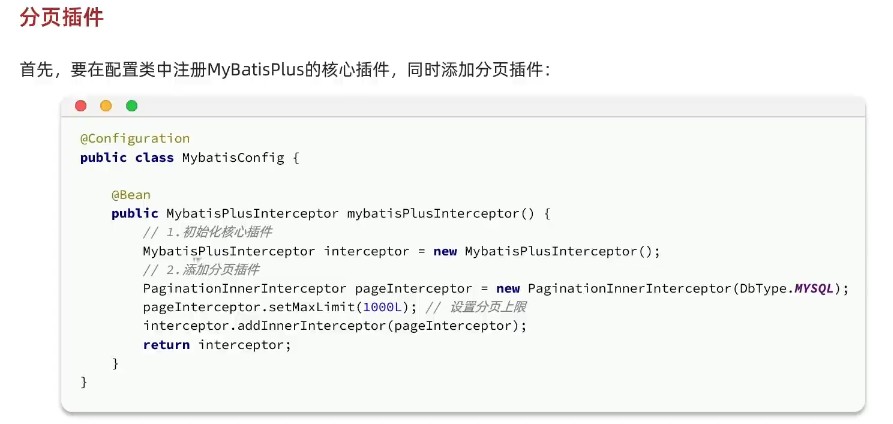 分页插件
首先，要在配置类中注册MyBatisPlus的核心插件，同时添加分页插件：
@Configuration
public class MybatisConfig {
@Bean
public MybatisPlusInterceptor mybatisPlusInterceptor() {
// 1.初始化核心插件
MybatisPlusInterceptor interceptor = new MybatisPlusInterceptor();
// 2.添加分页插件
PaginationInnerInterceptor pageInterceptor = new PaginationInnerInterceptor(DbType.MYSQL);
pageInterceptor.setMaxLimit(1000L); // 设置分页上限
interceptor.addInnerInterceptor(pageInterceptor);
return interceptor;
}
}